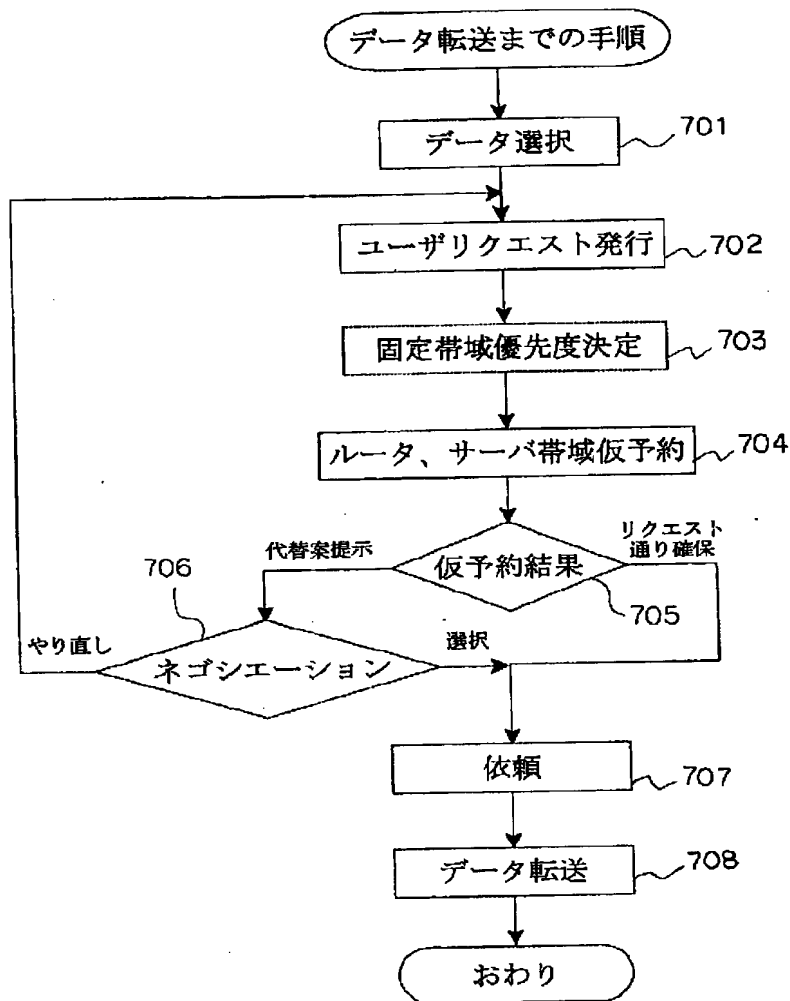 データ転送までの手順
データ選択
701
ユーザリクエスト発行
702
固定帯域優先度決定
703
ルータ、サーバ帯域仮予約
704
代替案提示
リクエスト
通り確保
仮予約結果
705
706
やり直し
ネゴシエーション
選択
依頼
707
データ転送
708
おわり